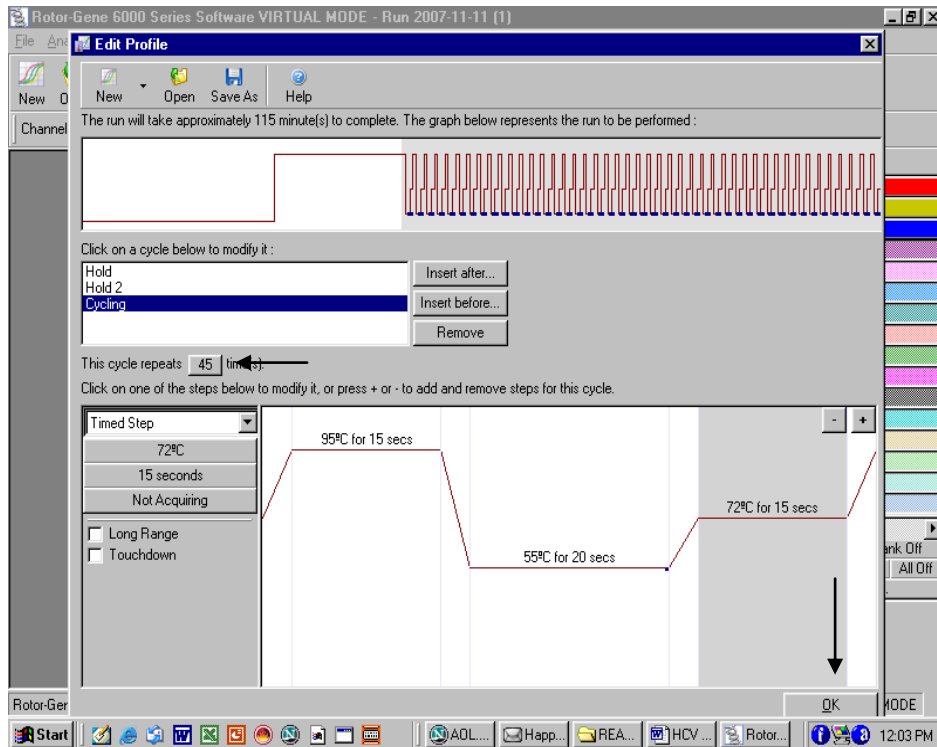 Rotor-Gene 6000 Series Software VIRTUAL MODE - Run 2007-11-11 (1)
File Ana
Edit Profile
New
New Open Save As Help
Channel
The run will take approximately 115 minute(s) to complete. The graph below represents the run to be performed :
Click on a cycle below to modify it :
Hold
Hold 2
Cycling
Insert after...
Insert before...
Remove
This cycle repeats 45 time(s).
Click on one of the steps below to modify it, or press + or - to add and remove steps for this cycle.
Timed Step
72ºC
15 seconds
Not Acquiring
Long Range
Touchdown
95ºC for 15 secs
55ºC for 20 secs
72ºC for 15 secs
- +
ank Off
All Off
OK
Rotor-Ger
MODE
Start
AOL... Happ... REA... HCV ... Rotor... 12:03 PM